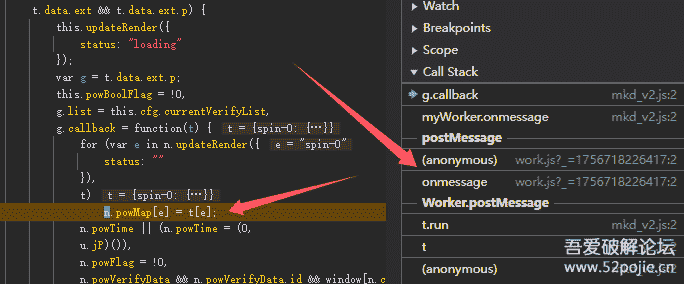 t.data.ext && t.data.ext.p) {
this.updateRender({
status: "loading"
});
var g = t.data.ext.p;
this.powBoolFlag = !0,
g.list = this.cfg.currentVerifyList,
g.callback = function(t) { t = {spin-0: {…}}
for (var e in n.updateRender({ e = "spin-0"
status: ""
}),
t) t = {spin-0: {…}}
n.powMap[e] = t[e];
n.powTime || (n.powTime = (0,
u.jP)()),
n.powFlag = !0,
n.powVerifyData && n.powVerifyData.id && window[n.c
Watch
Breakpoints
Scope
Call Stack
g.callback mkd_v2.js:2
myWorker.onmessage mkd_v2.js:2
postMessage
(anonymous) work.js?_=1756718226417:2
onmessage work.js?_=1756718226417:2
Worker.postMessage
t.run mkd_v2.js:2
t
(anonymous)
吾爱破解论坛
www.52pojie.cn